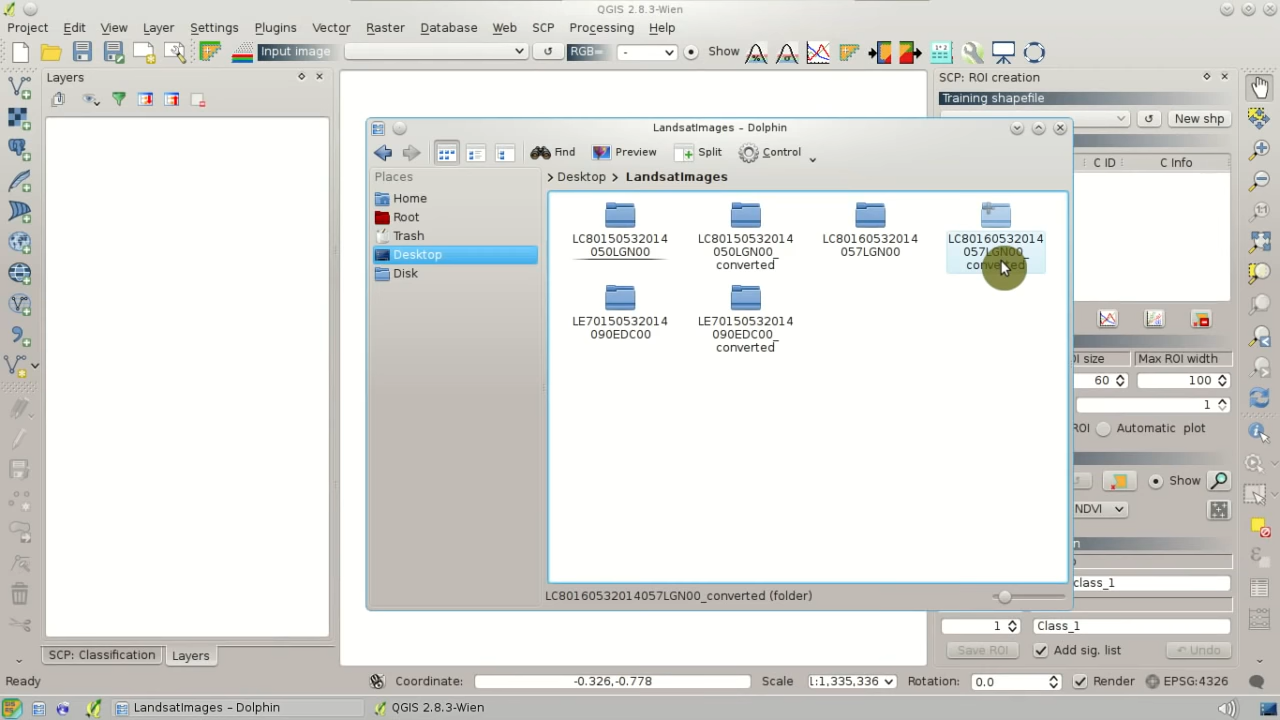 QGIS 2.8.3-Wien
Project Edit View Layer Settings Plugins Vector Raster Database Web SCP Processing Help
Input image RGB= - Show
Layers
SCP: ROI creation
Training shapefile
New shp
LandsatImages – Dolphin
Find Preview Split Control
Places
Desktop > LandsatImages
Home
Root
Trash
Desktop
Disk
LC80150532014
050LGN00
LC80150532014
050LGN00_
converted
LC80160532014
057LGN00
LC80160532014
057LGN00_
converted
LE70150532014
090EDC00
LE70150532014
090EDC00_
converted
LC80160532014057LGN00_converted (folder)
C ID C Info
size Max ROI width
60 100
1
Automatic plot
Show
NDVI
class_1
1 Class_1
Save ROI Add sig. list Undo
SCP: Classification Layers
Ready Coordinate: -0.326,-0.778 Scale 1:1,335,336 Rotation: 0.0 Render EPSG:4326
LandsatImages – Dolphin QGIS 2.8.3-Wien